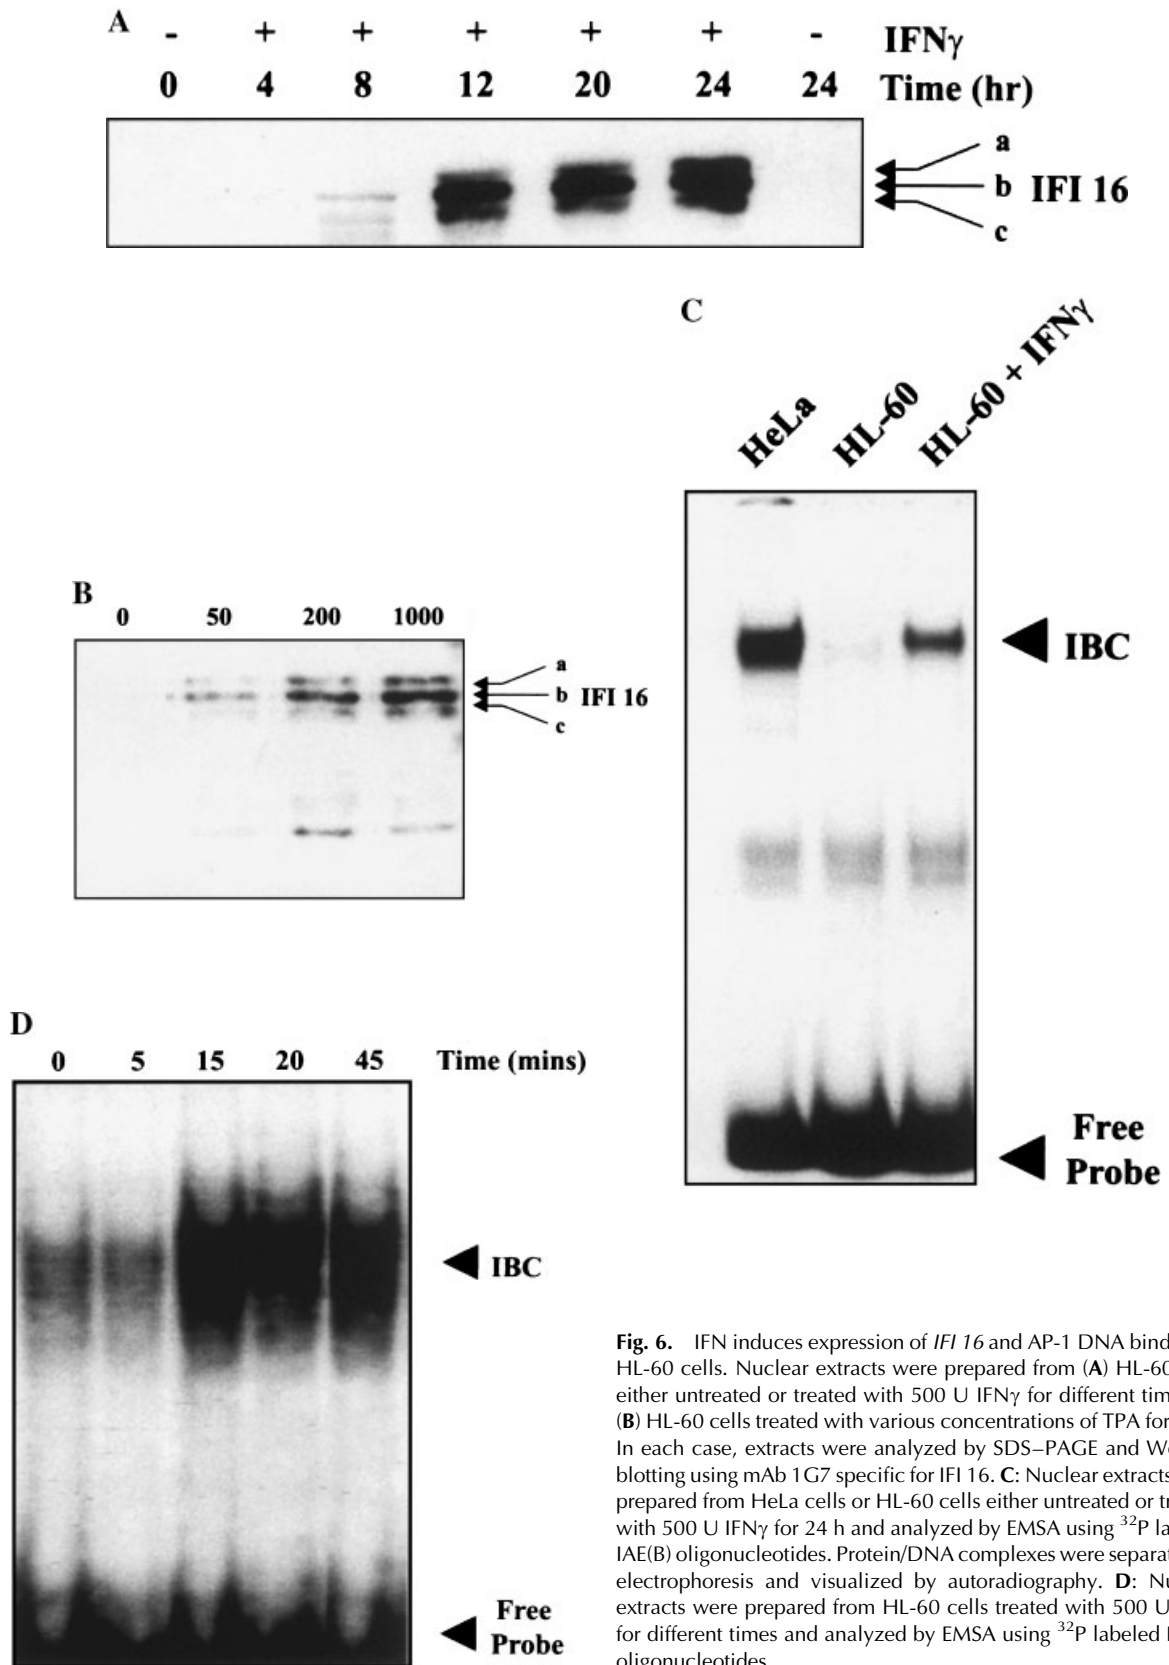 A - + + + + + - IFNγ
0 4 8 12 20 24 24 Time (hr)
a
b IFI 16
c
C
HeLa HL-60 HL-60 + IFNγ
IBC
Free
Probe
B
0 50 200 1000
a
b IFI 16
c
D
0 5 15 20 45 Time (mins)
IBC
Free
Probe
Fig. 6. IFN induces expression of IFI 16 and AP-1 DNA bind
HL-60 cells. Nuclear extracts were prepared from (A) HL-60
either untreated or treated with 500 U IFNγ for different tim
(B) HL-60 cells treated with various concentrations of TPA for
In each case, extracts were analyzed by SDS–PAGE and We
blotting using mAb 1G7 specific for IFI 16. C: Nuclear extracts
prepared from HeLa cells or HL-60 cells either untreated or tr
with 500 U IFNγ for 24 h and analyzed by EMSA using 32P la
IAE(B) oligonucleotides. Protein/DNA complexes were separat
electrophoresis and visualized by autoradiography. D: Nu
extracts were prepared from HL-60 cells treated with 500 U
for different times and analyzed by EMSA using 32P labeled
oligonucleotides